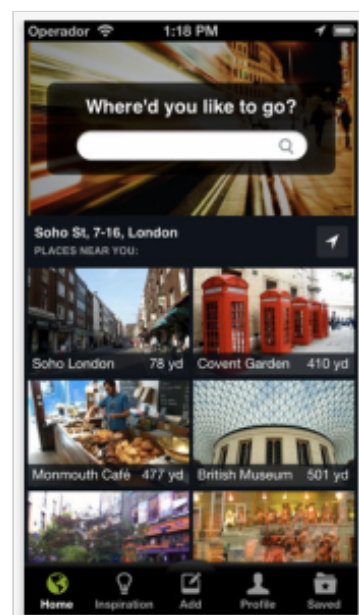 Operador 1:18 PM
Where'd you like to go?
Soho St, 7-16, London
PLACES NEAR YOU:
Soho London 78 yd
Covent Garden 410 yd
Monmouth Café 477 yd
British Museum 501 yd
Home Inspiration Add Profile Saved